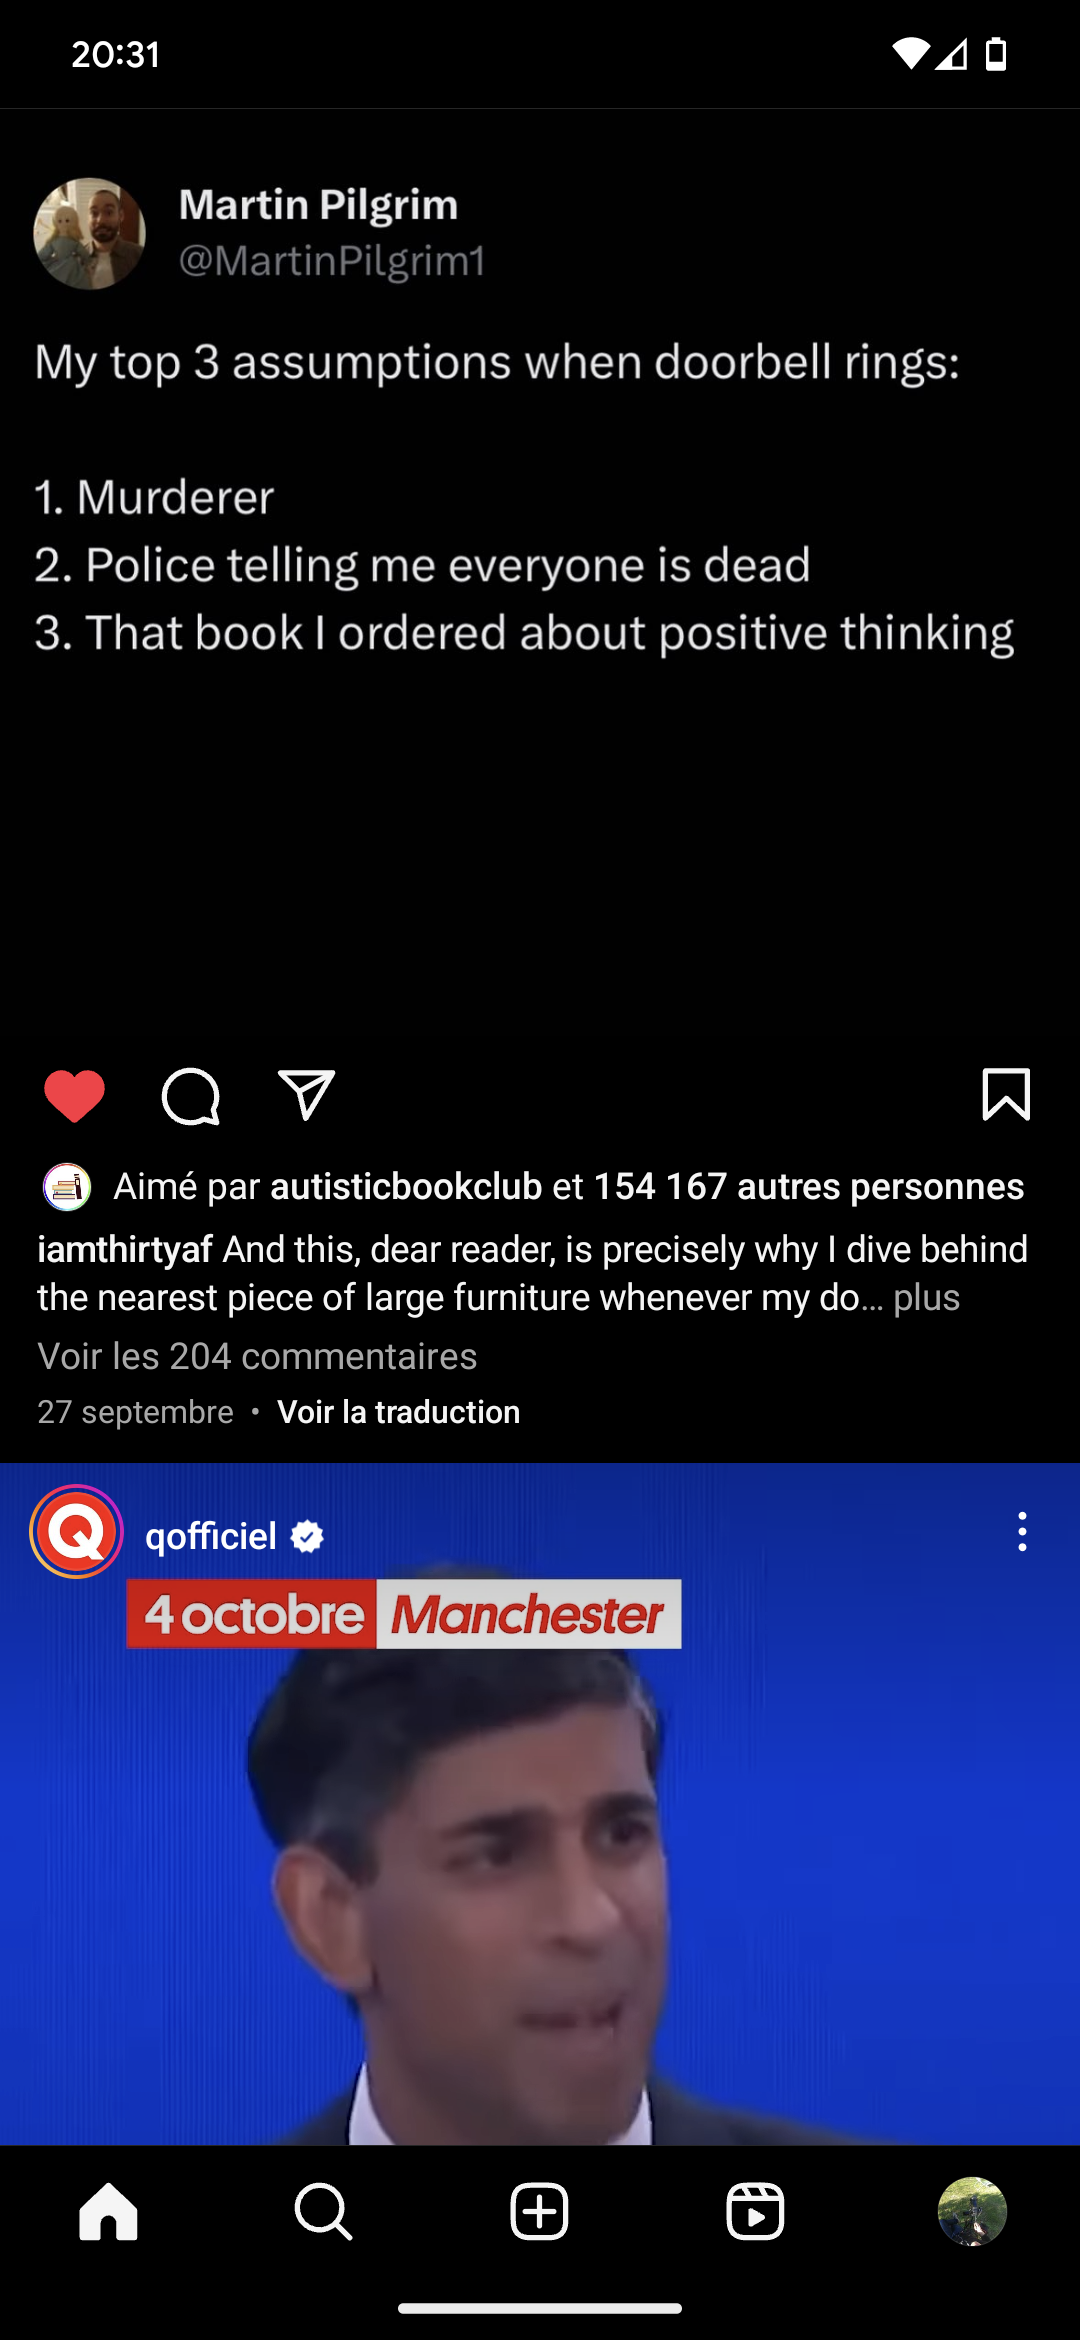 20:31
Martin Pilgrim
@MartinPilgrim1
My top 3 assumptions when doorbell rings:
1. Murderer
2. Police telling me everyone is dead
3. That book I ordered about positive thinking
Aimé par autisticbookclub et 154 167 autres personnes
iamthirtyaf And this, dear reader, is precisely why I dive behind
the nearest piece of large furniture whenever my do... plus
Voir les 204 commentaires
27 septembre • Voir la traduction
Q
qofficiel
4 octobre Manchester